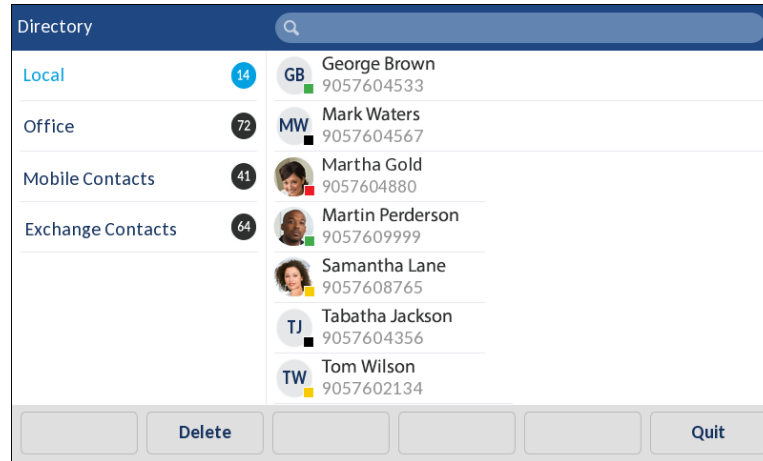 Directory
Local 14
Office 72
Mobile Contacts 41
Exchange Contacts 64
GB George Brown
9057604533
MW Mark Waters
9057604567
Martha Gold
9057604880
Martin Perderson
9057609999
Samantha Lane
9057608765
TJ Tabatha Jackson
9057604356
TW Tom Wilson
9057602134
Delete Quit